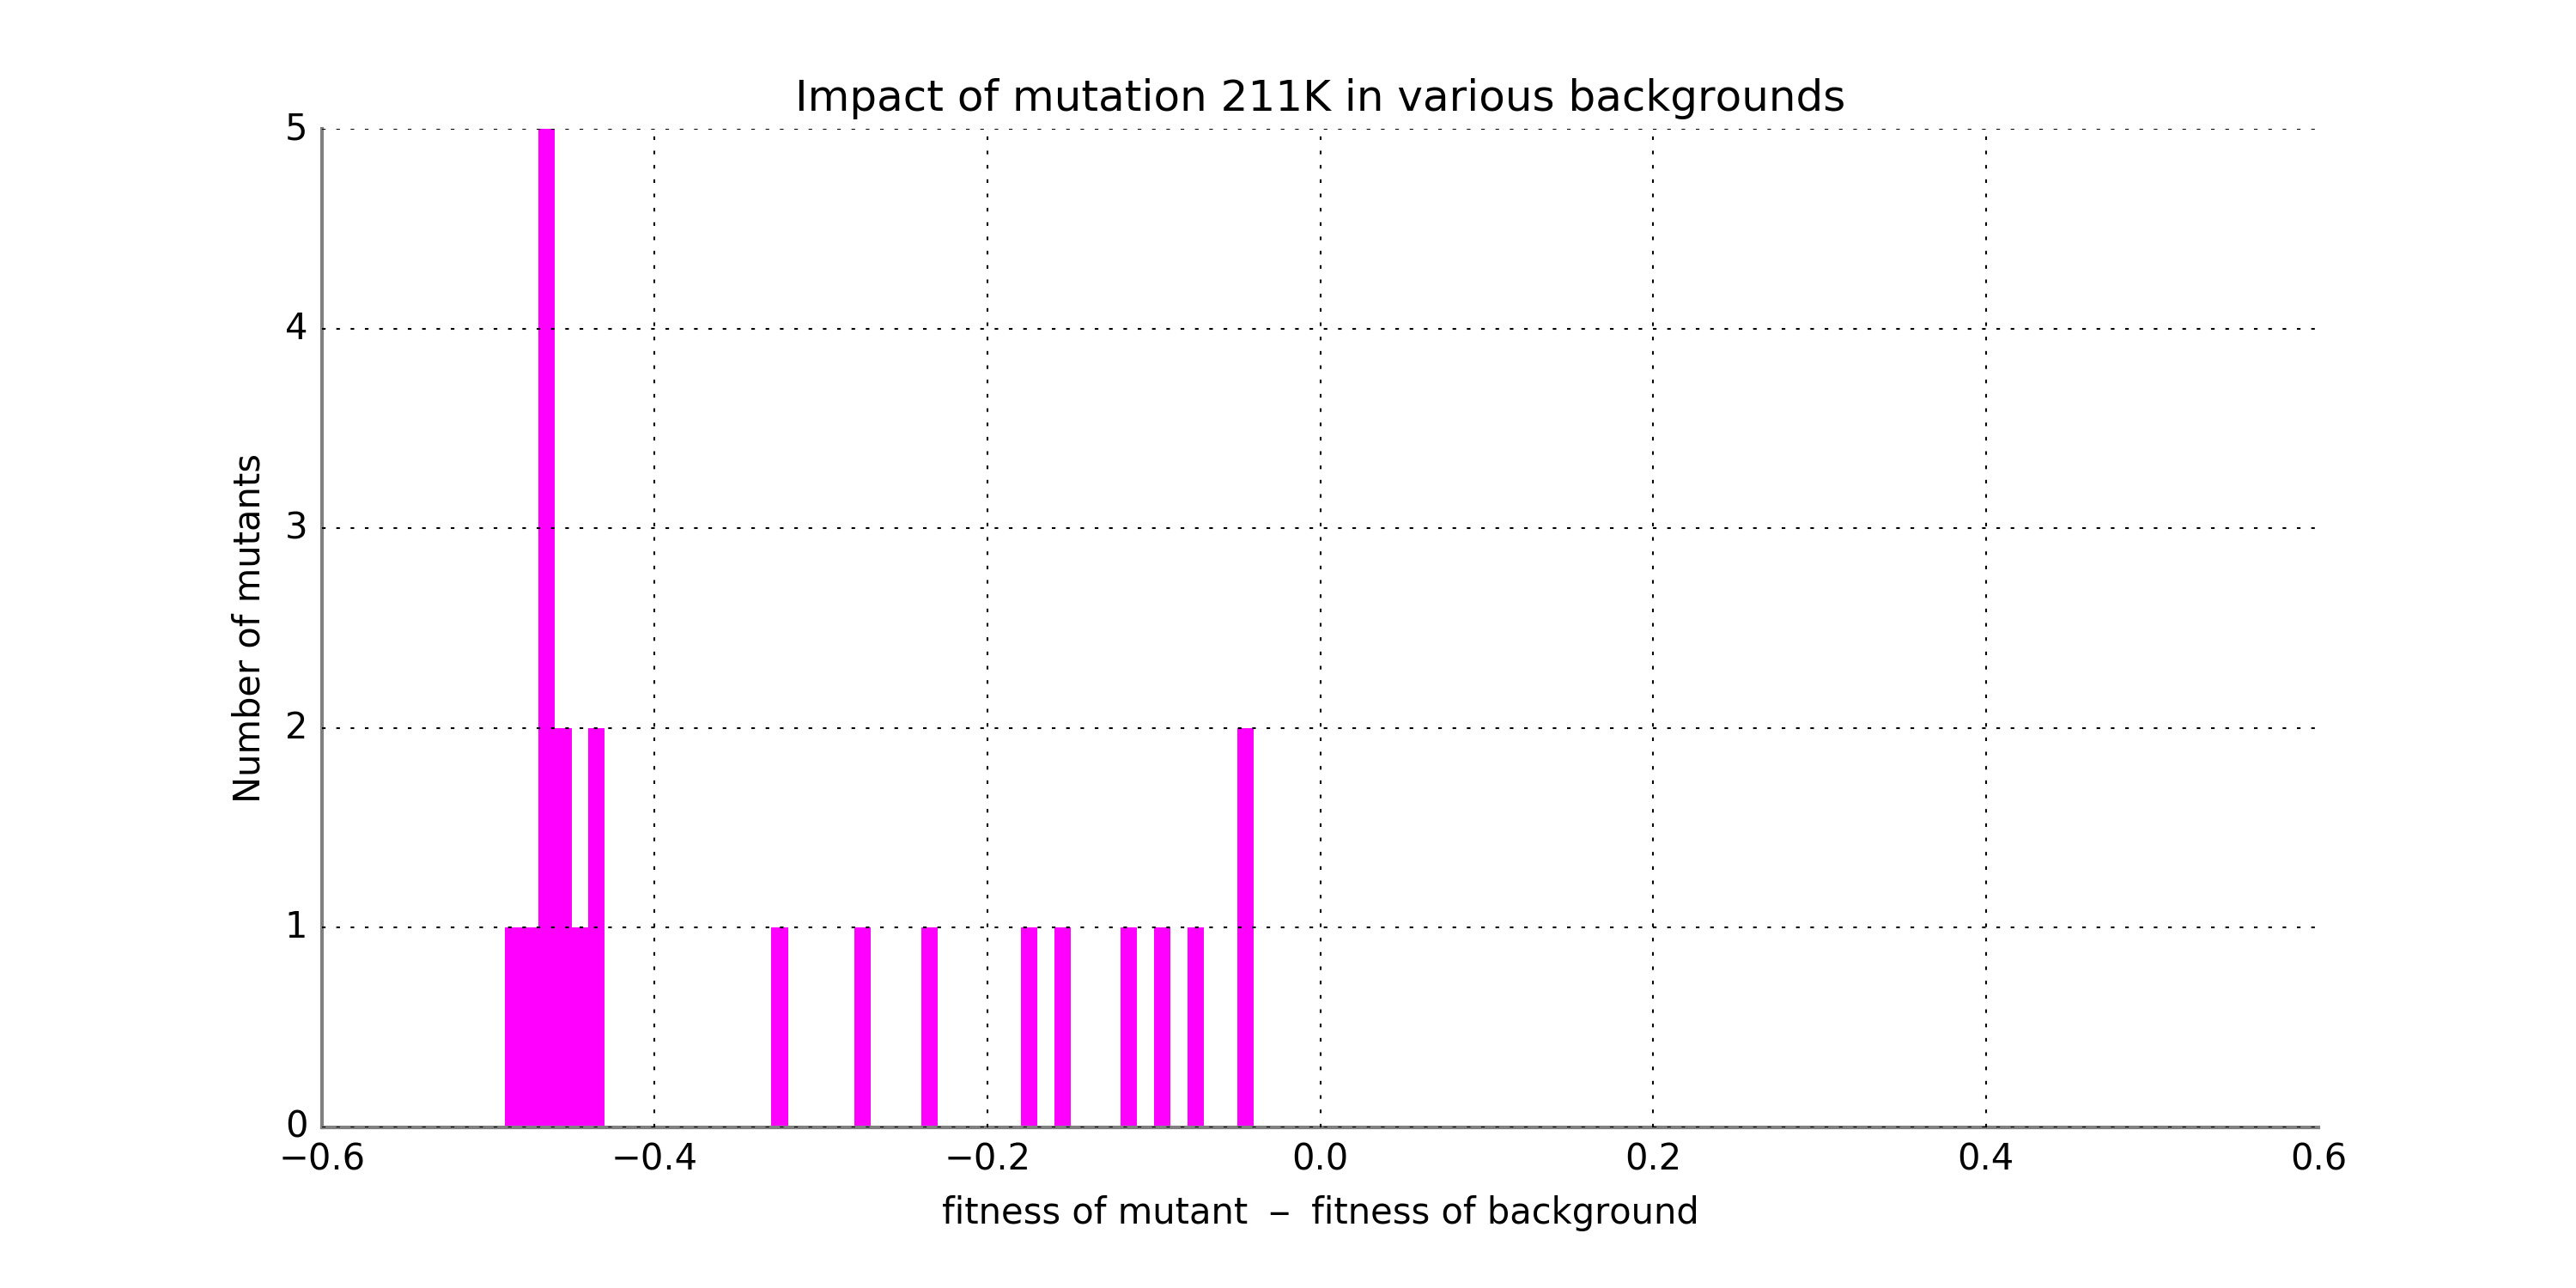 Impact of mutation 211K in various backgrounds
5
4
3
2
1
0
Number of mutants
−0.6 −0.4 −0.2 0.0 0.2 0.4 0.6
fitness of mutant − fitness of background